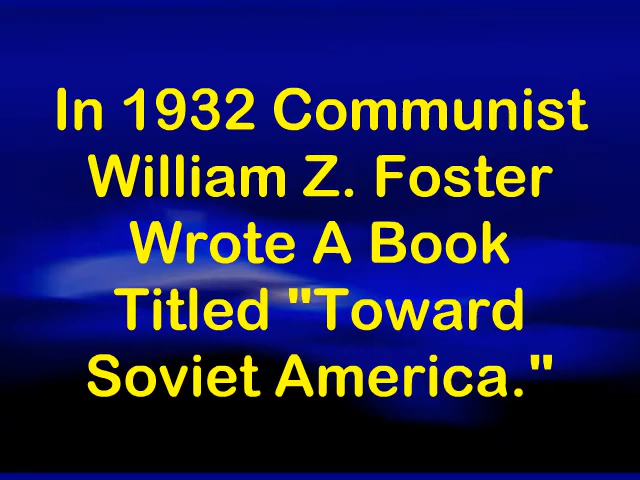 In 1932 Communist
William Z. Foster
Wrote A Book
Titled "Toward
Soviet America."